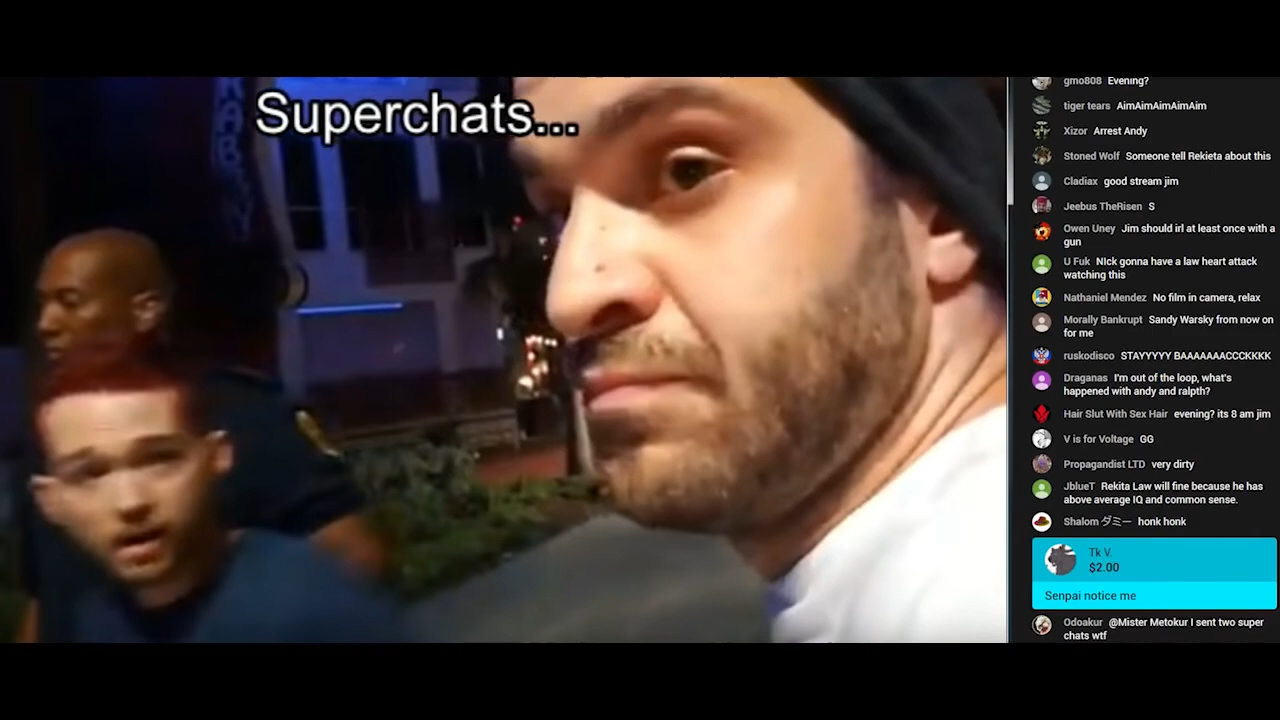 Superchats...
gmo808 Evening?
tiger tears AimAimAimAimAim
Xizor Arrest Andy
Stoned Wolf Someone tell Rekieta about this
Cladiax good stream jim
Jeebus TheRisen S
Owen Uney Jim should irl at least once with a
gun
U Fuk NIck gonna have a law heart attack
watching this
Nathaniel Mendez No film in camera, relax
Morally Bankrupt Sandy Warsky from now on
for me
ruskodisco STAYYYYY BAAAAAAACCCKKKK
Draganas I'm out of the loop, what's
happened with andy and ralpth?
Hair Slut With Sex Hair evening? its 8 am jim
V is for Voltage GG
Propagandist LTD very dirty
JblueT Rekita Law will fine because he has
above average IQ and common sense.
Shalom ダミー honk honk
Tk V.
$2.00
Senpai notice me
Odoakur @Mister Metokur I sent two super
chats wtf